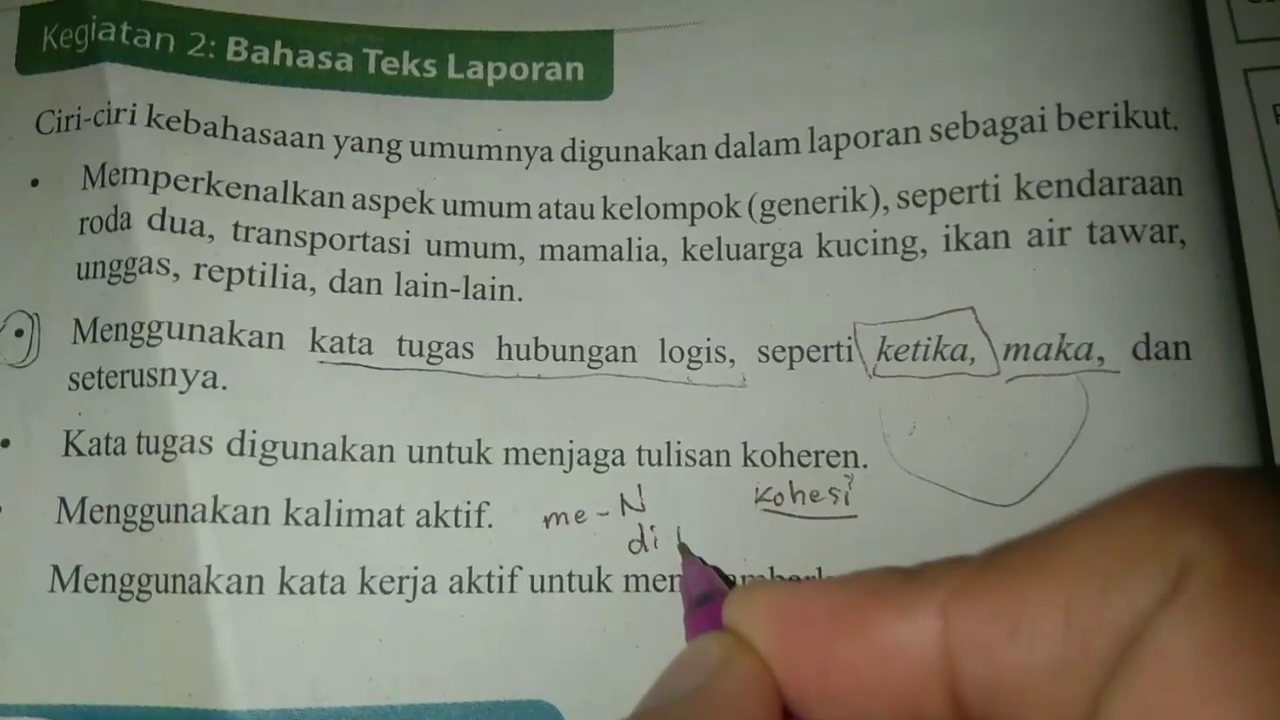 Kegiatan 2: Bahasa Teks Laporan
Ciri-ciri kebahasaan yang umumnya digunakan dalam laporan sebagai berikut.
• Memperkenalkan aspek umum atau kelompok (generik), seperti kendaraan
roda dua, transportasi umum, mamalia, keluarga kucing, ikan air tawar,
unggas, reptilia, dan lain-lain.
• Menggunakan kata tugas hubungan logis, seperti ketika, maka, dan
seterusnya.
• Kata tugas digunakan untuk menjaga tulisan koheren.
Kohesi
Menggunakan kalimat aktif. me-N
di
Menggunakan kata kerja aktif untuk